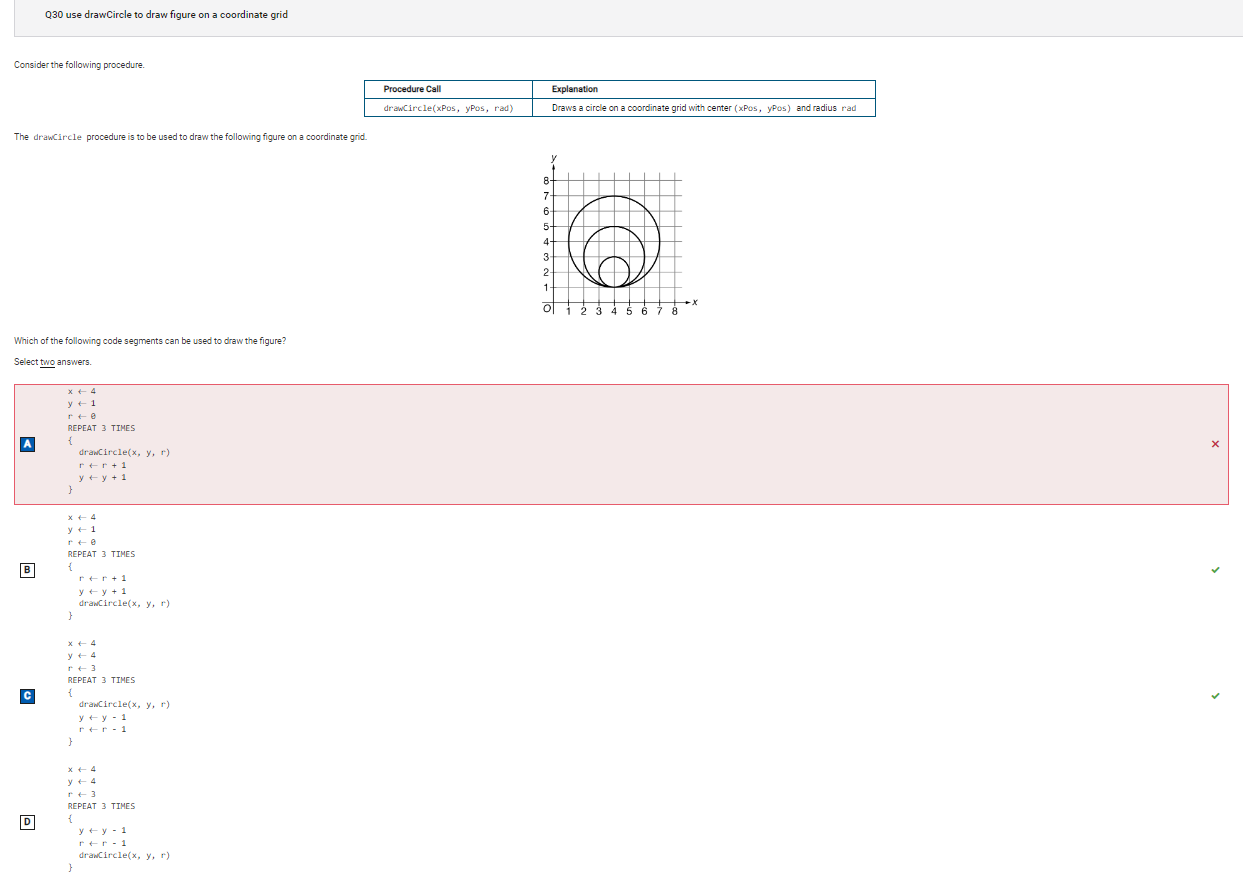 Q30 use drawCircle to draw figure on a coordinate grid
Consider the following procedure.
Procedure Call Explanation
drawCircle(xPos, yPos, rad) Draws a circle on a coordinate grid with center (xPos, yPos) and radius rad
The drawCircle procedure is to be used to draw the following figure on a coordinate grid.
y
8
7
6
5
4
3
2
1
O 1 2 3 4 5 6 7 8 x
Which of the following code segments can be used to draw the figure?
Select two answers.
A
x ← 4
y ← 1
r ← 0
REPEAT 3 TIMES
{
drawCircle(x, y, r)
r ← r + 1
y ← y + 1
}
B
x ← 4
y ← 1
r ← 0
REPEAT 3 TIMES
{
r ← r + 1
y ← y + 1
drawCircle(x, y, r)
}
C
x ← 4
y ← 4
r ← 3
REPEAT 3 TIMES
{
drawCircle(x, y, r)
y ← y - 1
r ← r - 1
}
D
x ← 4
y ← 4
r ← 3
REPEAT 3 TIMES
{
y ← y - 1
r ← r - 1
drawCircle(x, y, r)
}